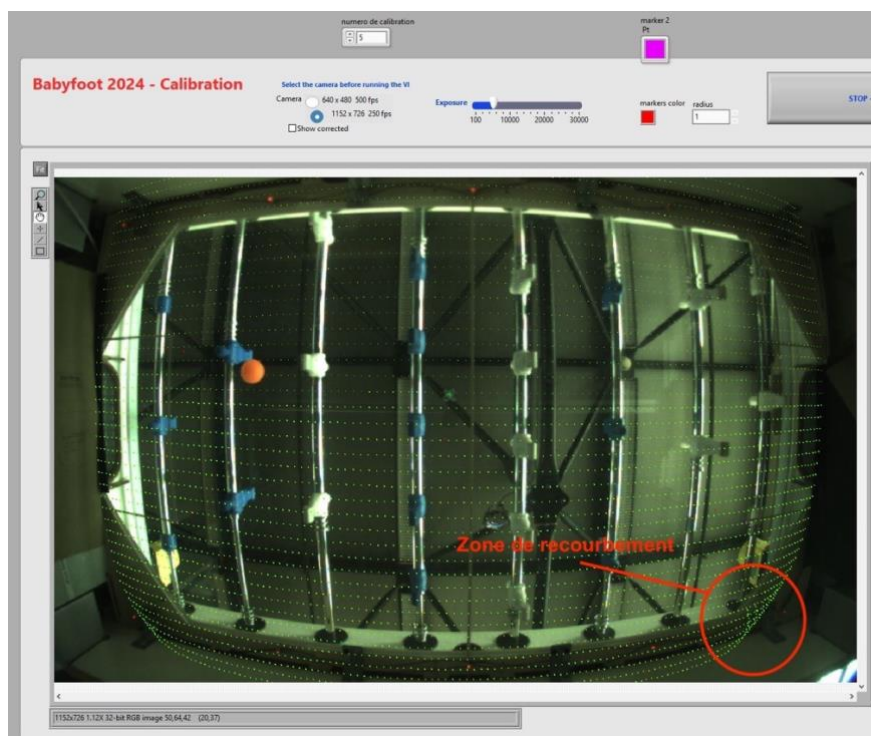 numero de calibration
5
marker 2
Pt
Babyfoot 2024 - Calibration
Select the camera before running the VI
Camera
640 x 480 500 fps
1152 x 726 250 fps
Show corrected
Exposure
100 10000 20000 30000
markers color
radius
1
STOP
Fit
Zone de recourbement
1152x726 1.12X 32-bit RGB image 50,64,42 (20,37)